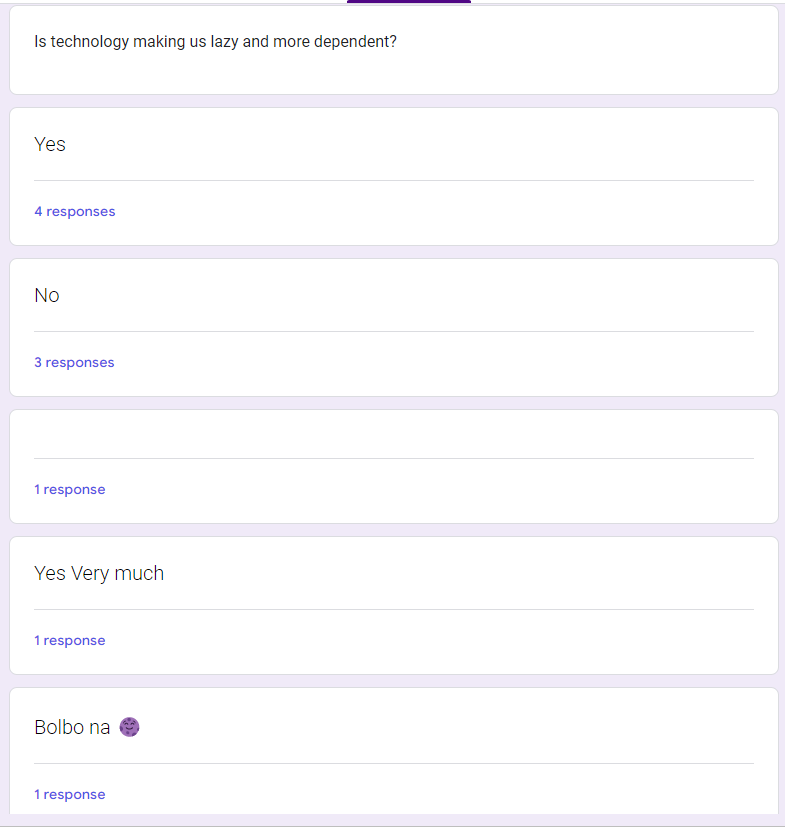 Is technology making us lazy and more dependent?
Yes
4 responses
No
3 responses
1 response
Yes Very much
1 response
Bolbo na 🌚
1 response